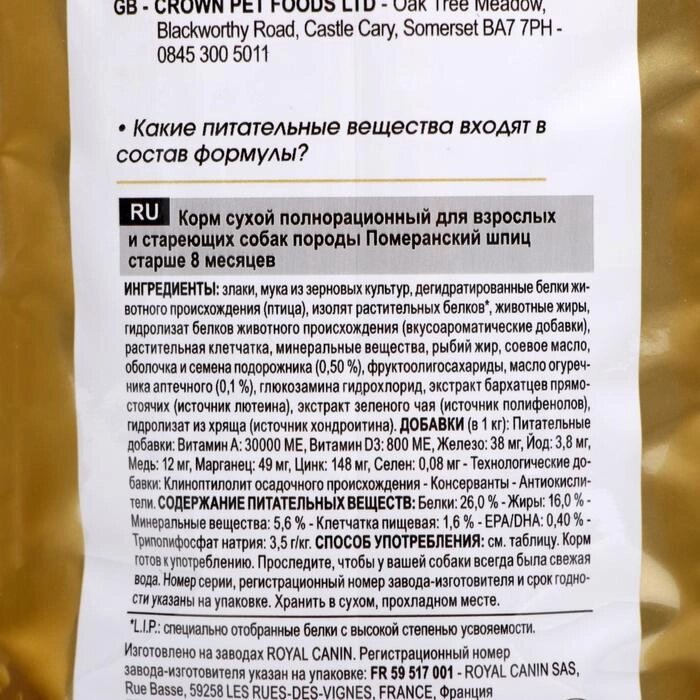 GB - CROWN PET FOODS LTD - Oak Tree Meadow,
Blackworthy Road, Castle Cary, Somerset BA7 7PH -
0845 300 5011
• Какие питательные вещества входят в
состав формулы?
RU Корм сухой полнорационный для взрослых
и стареющих собак породы Померанский шпиц
старше 8 месяцев
ИНГРЕДИЕНТЫ: злаки, мука из зерновых культур, дегидратированные белки жи-
вотного происхождения (птица), изолят растительных белков*, животные жиры,
гидролизат белков животного происхождения (вкусоароматические добавки),
растительная клетчатка, минеральные вещества, рыбий жир, соевое масло,
оболочка и семена подорожника (0,50 %), фруктоолигосахариды, масло огуреч-
ника аптечного (0,1 %), глюкозамина гидрохлорид, экстракт бархатцев прямо-
стоячих (источник лютеина), экстракт зеленого чая (источник полифенолов),
гидролизат из хряща (источник хондроитина). ДОБАВКИ (в 1 кг): Питательные
добавки: Витамин А: 30000 МЕ, Витамин D3: 800 МЕ, Железо: 38 мг, Йод: 3,8 мг,
Медь: 12 мг, Марганец: 49 мг, Цинк: 148 мг, Селен: 0,08 мг - Технологические до-
бавки: Клиноптилолит осадочного происхождения - Консерванты - Антиокисли-
тели. СОДЕРЖАНИЕ ПИТАТЕЛЬНЫХ ВЕЩЕСТВ: Белки: 26,0 % - Жиры: 16,0 % -
Минеральные вещества: 5,6 % - Клетчатка пищевая: 1,6 % - EPA/DHA: 0,40 % -
Триполифосфат натрия: 3,5 г/кг. СПОСОБ УПОТРЕБЛЕНИЯ: см. таблицу. Корм
готов к употреблению. Проследите, чтобы у вашей собаки всегда была свежая
вода. Номер серии, регистрационный номер завода-изготовителя и срок годно-
сти указаны на упаковке. Хранить в сухом, прохладном месте.
*L.I.P.: специально отобранные белки с высокой степенью усвояемости.
Изготовлено на заводах ROYAL CANIN. Регистрационный номер
завода-изготовителя указан на упаковке: FR 59 517 001 - ROYAL CANIN SAS,
Rue Basse, 59258 LES RUES-DES-VIGNES, FRANCE, Франция